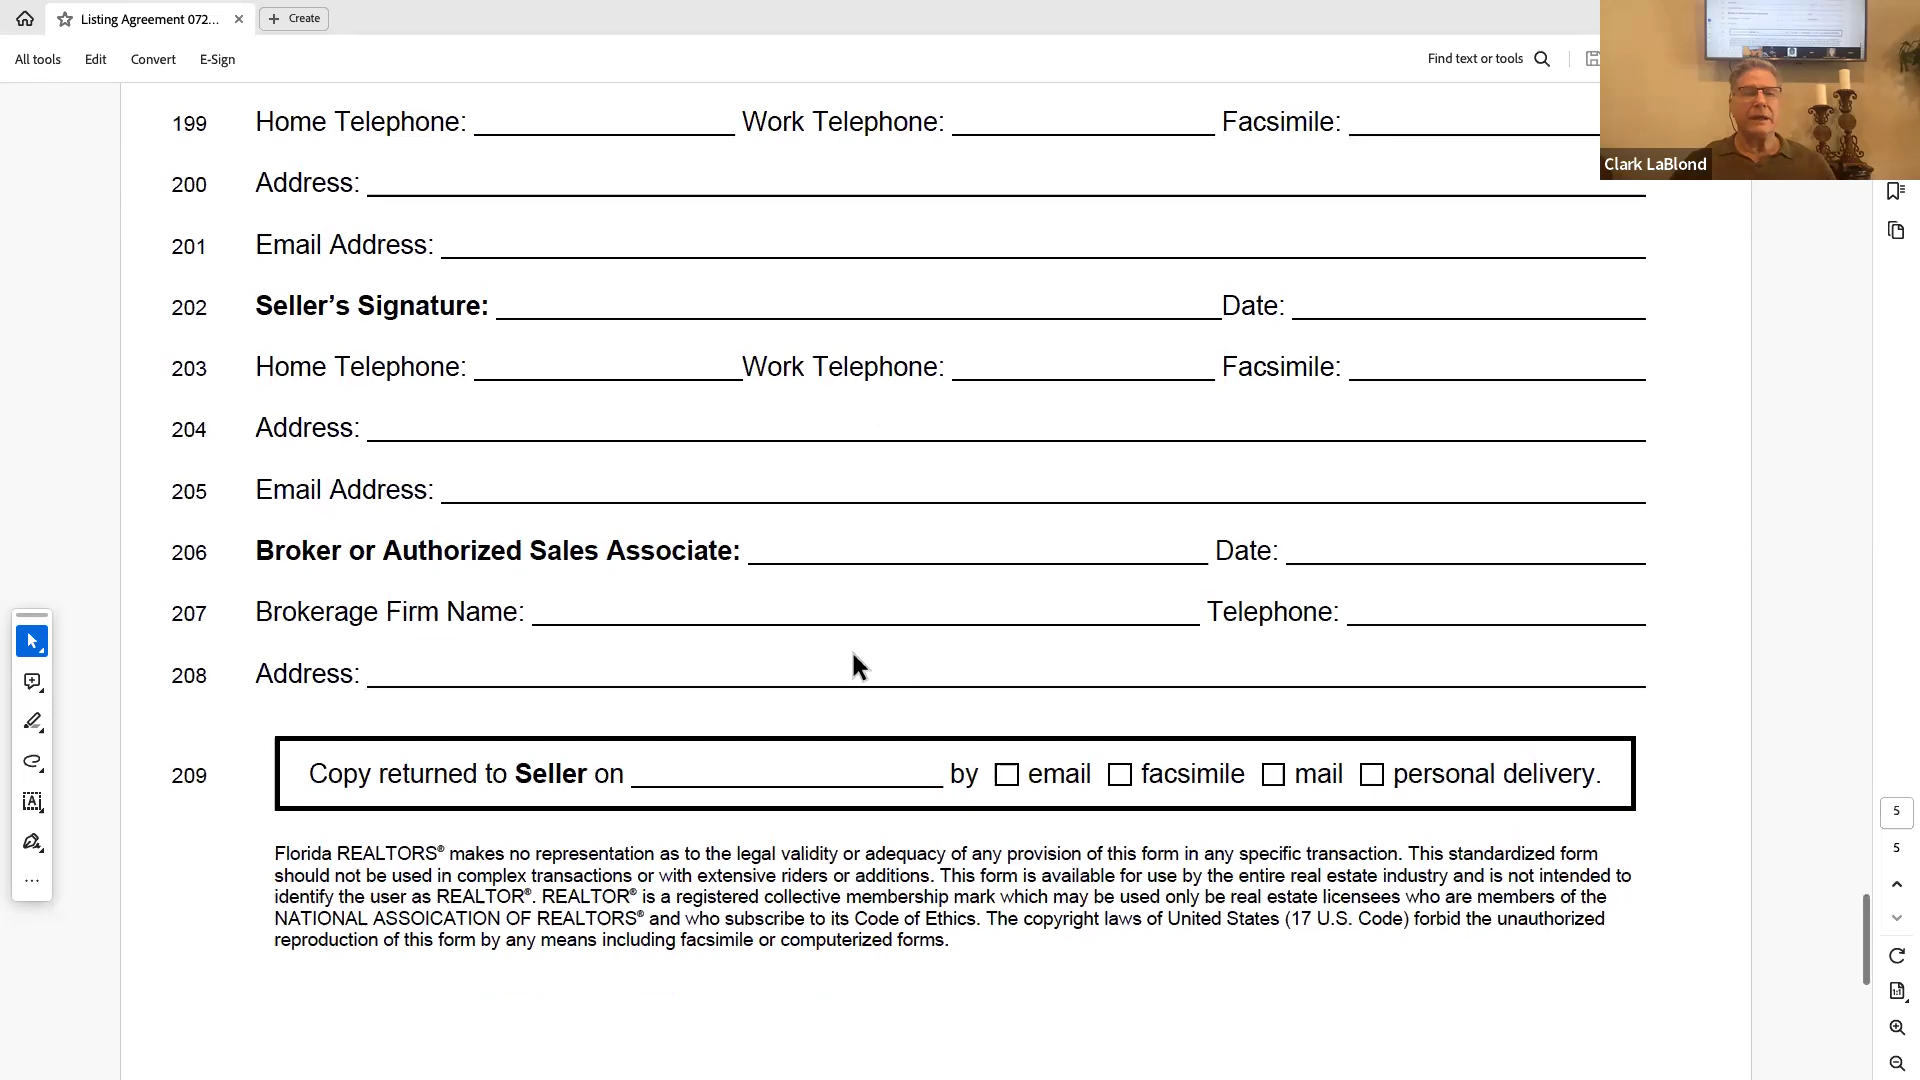 Listing Agreement 072...
Create
All tools
Edit
Convert
E-Sign
Find text or tools
Clark LaBlond
199 Home Telephone: Work Telephone: Facsimile:
200 Address:
201 Email Address:
202 Seller’s Signature: Date:
203 Home Telephone: Work Telephone: Facsimile:
204 Address:
205 Email Address:
206 Broker or Authorized Sales Associate: Date:
207 Brokerage Firm Name: Telephone:
208 Address:
209 Copy returned to Seller on by email facsimile mail personal delivery.
Florida REALTORS® makes no representation as to the legal validity or adequacy of any provision of this form in any specific transaction. This standardized form
should not be used in complex transactions or with extensive riders or additions. This form is available for use by the entire real estate industry and is not intended to
identify the user as REALTOR®. REALTOR® is a registered collective membership mark which may be used only be real estate licensees who are members of the
NATIONAL ASSOICATION OF REALTORS® and who subscribe to its Code of Ethics. The copyright laws of United States (17 U.S. Code) forbid the unauthorized
reproduction of this form by any means including facsimile or computerized forms.
5
5